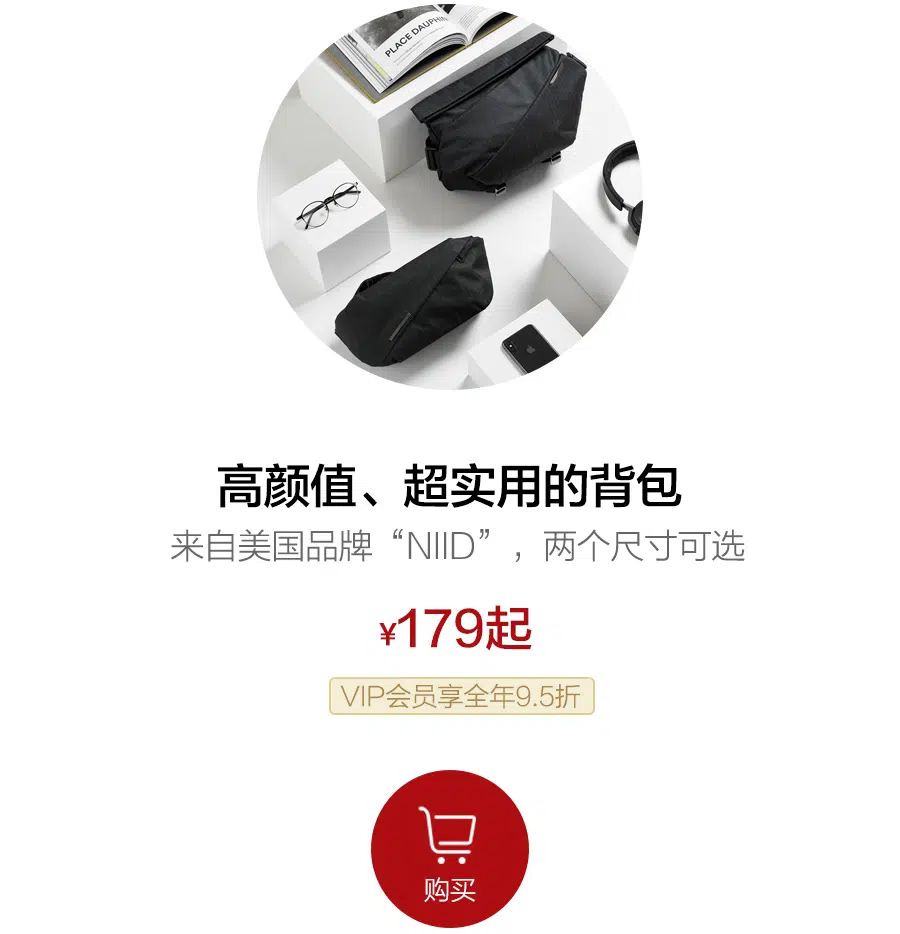 PLACE DAUPHIN
高颜值、超实用的背包
来自美国品牌“NIID”，两个尺寸可选
¥179起
VIP会员享全年9.5折
购买